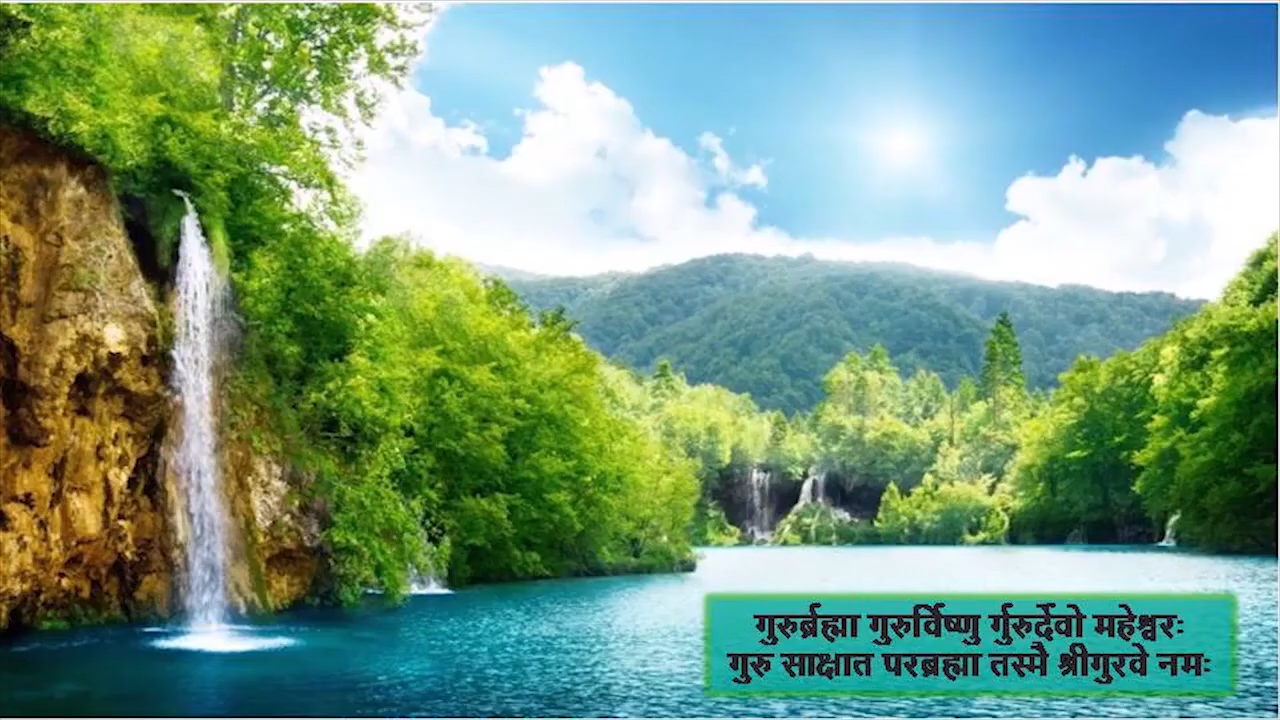 गुरुर्ब्रह्मा गुरुर्विष्णु र्गुरुर्देवो महेश्वरः
गुरु साक्षात परब्रह्मा तस्मै श्रीगुरवे नमः